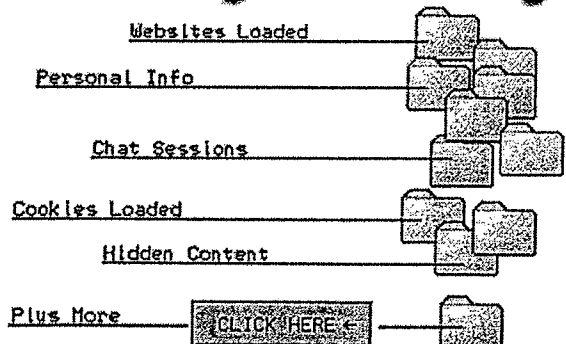 Websites Loaded
Personal Info
Chat Sessions
Cookies Loaded
Hidden Content
Plus More
CLICK HERE ←